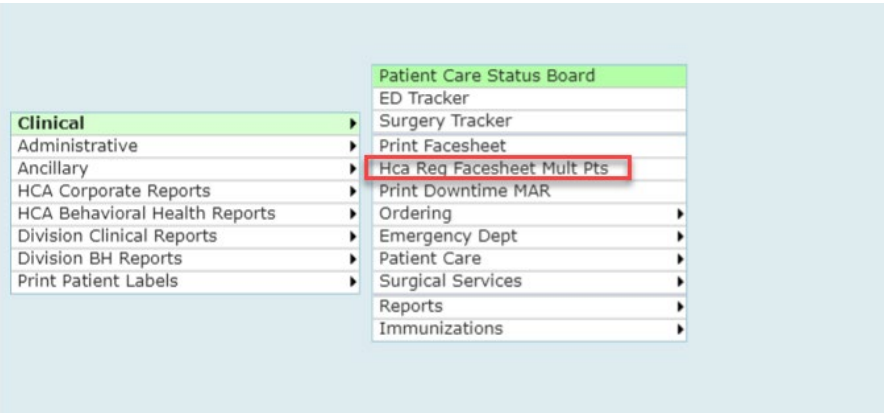 Clinical
Administrative
Ancillary
HCA Corporate Reports
HCA Behavioral Health Reports
Division Clinical Reports
Division BH Reports
Print Patient Labels
Patient Care Status Board
ED Tracker
Surgery Tracker
Print Facesheet
Hca Reg Facesheet Mult Pts
Print Downtime MAR
Ordering
Emergency Dept
Patient Care
Surgical Services
Reports
Immunizations